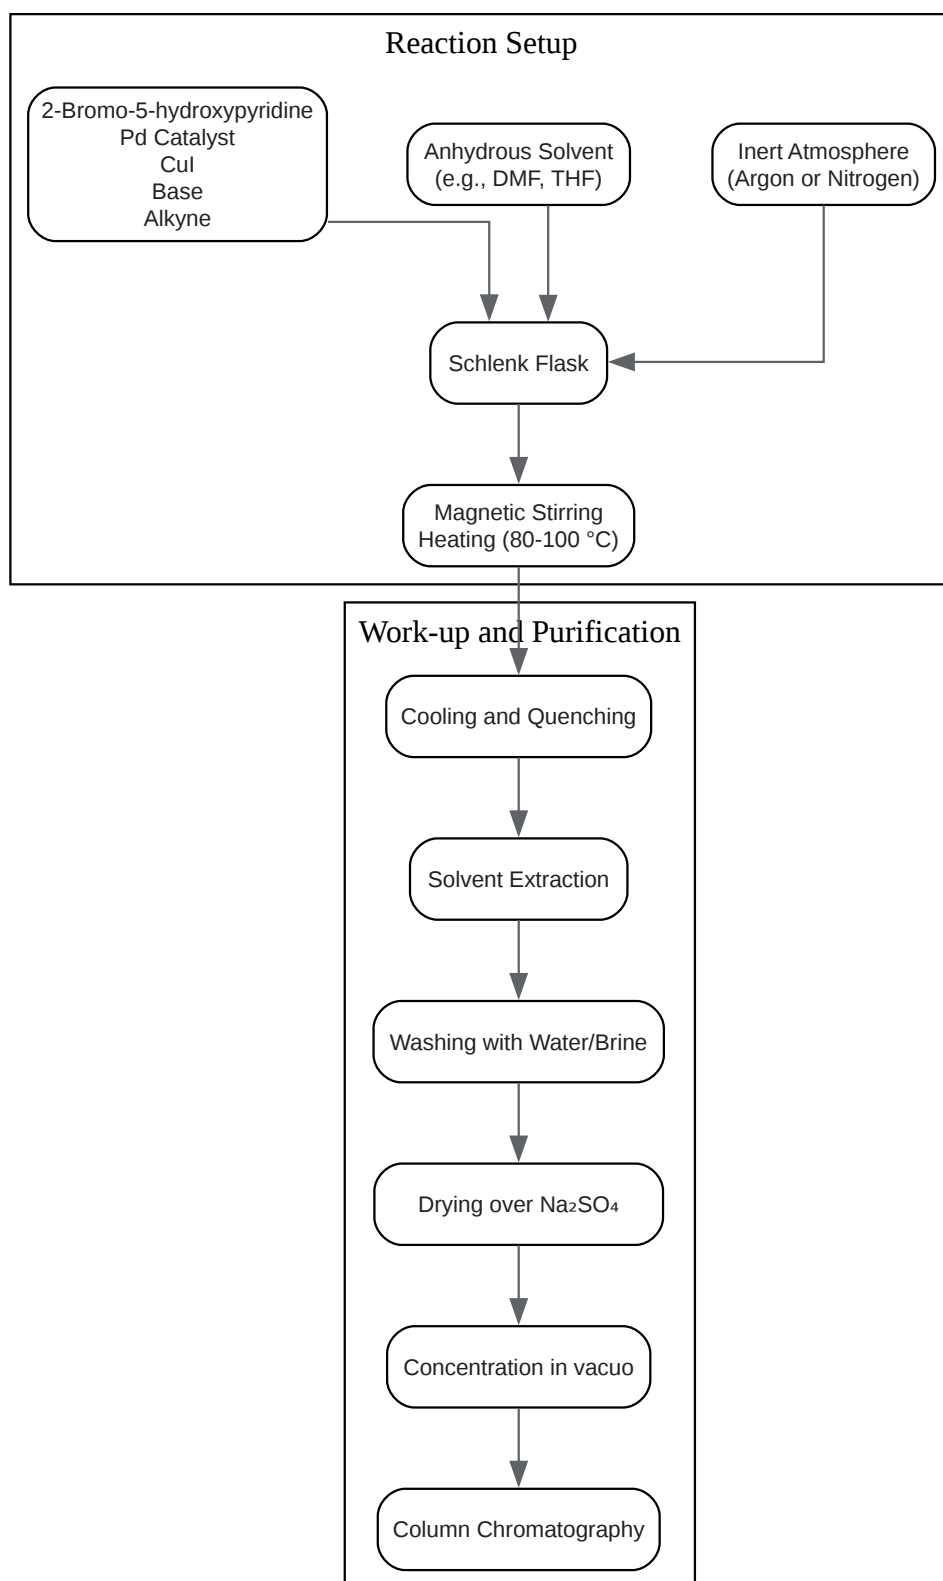 Reaction Setup
2-Bromo-5-hydroxypyridine
Pd Catalyst
CuI
Base
Alkyne
Anhydrous Solvent
(e.g., DMF, THF)
Inert Atmosphere
(Argon or Nitrogen)
Schlenk Flask
Magnetic Stirring
Heating (80-100 °C)
Work-up and Purification
Cooling and Quenching
Solvent Extraction
Washing with Water/Brine
Drying over Na₂SO₄
Concentration in vacuo
Column Chromatography